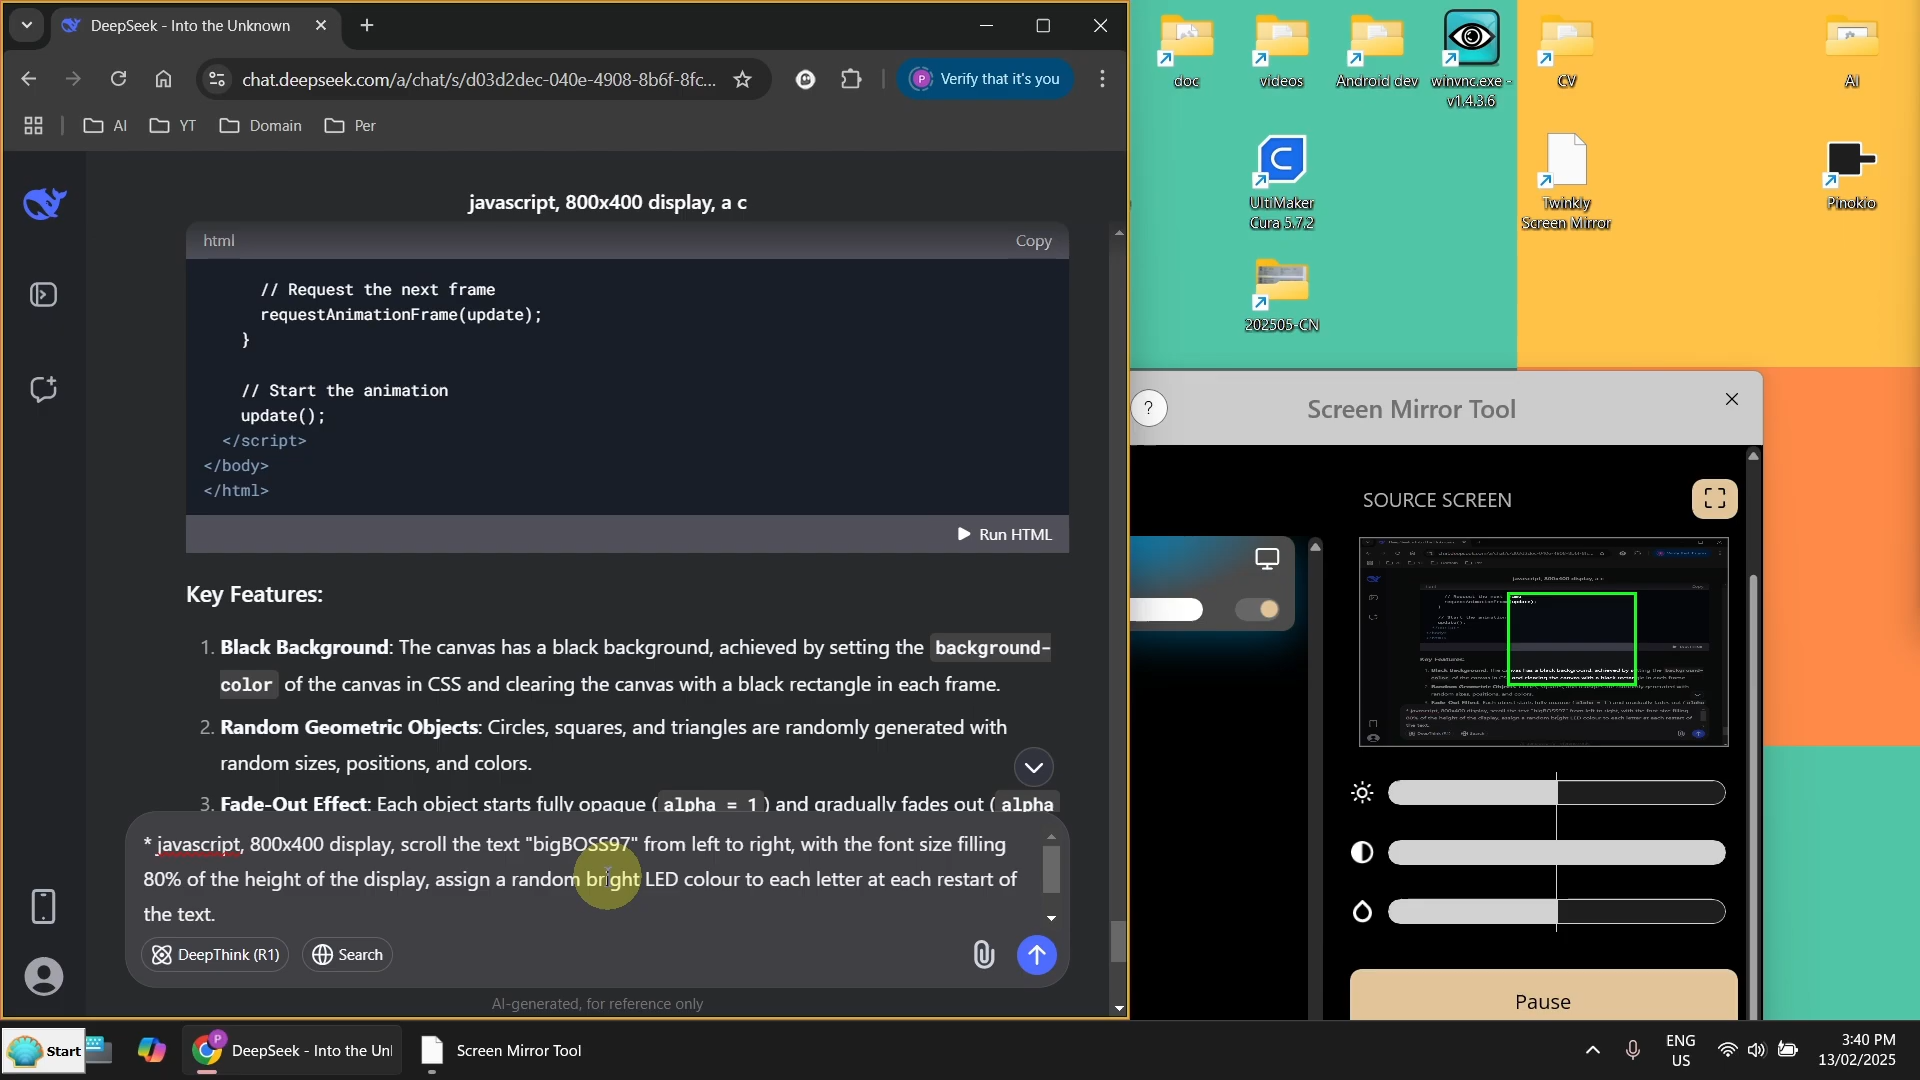 DeepSeek - Into the Unknown
chat.deepseek.com/a/chat/s/d03d2dec-040e-4908-8b6f-8fc...
Verify that it's you
AI
YT
Domain
Per
javascript, 800x400 display, a c
html
Copy
// Request the next frame
requestAnimationFrame(update);
}
// Start the animation
update();
</script>
</body>
</html>
Run HTML
Key Features:
1. Black Background: The canvas has a black background, achieved by setting the background-
color of the canvas in CSS and clearing the canvas with a black rectangle in each frame.
2. Random Geometric Objects: Circles, squares, and triangles are randomly generated with
random sizes, positions, and colors.
3. Fade-Out Effect: Each object starts fully opaque (alpha = 1) and gradually fades out (alpha
* javascript, 800x400 display, scroll the text "bigBOSS97" from left to right, with the font size filling
80% of the height of the display, assign a random bright LED colour to each letter at each restart of
the text.
DeepThink (R1)
Search
AI-generated, for reference only
doc
videos
Android dev
winvnc.exe -
v1.4.3.6
CV
AI
UltiMaker
Cura 5.7.2
Twinkly
Screen Mirror
Pinokio
202505-CN
?
Screen Mirror Tool
SOURCE SCREEN
Pause
Start
P
DeepSeek - Into the Unl
Screen Mirror Tool
ENG
US
3:40 PM
13/02/2025